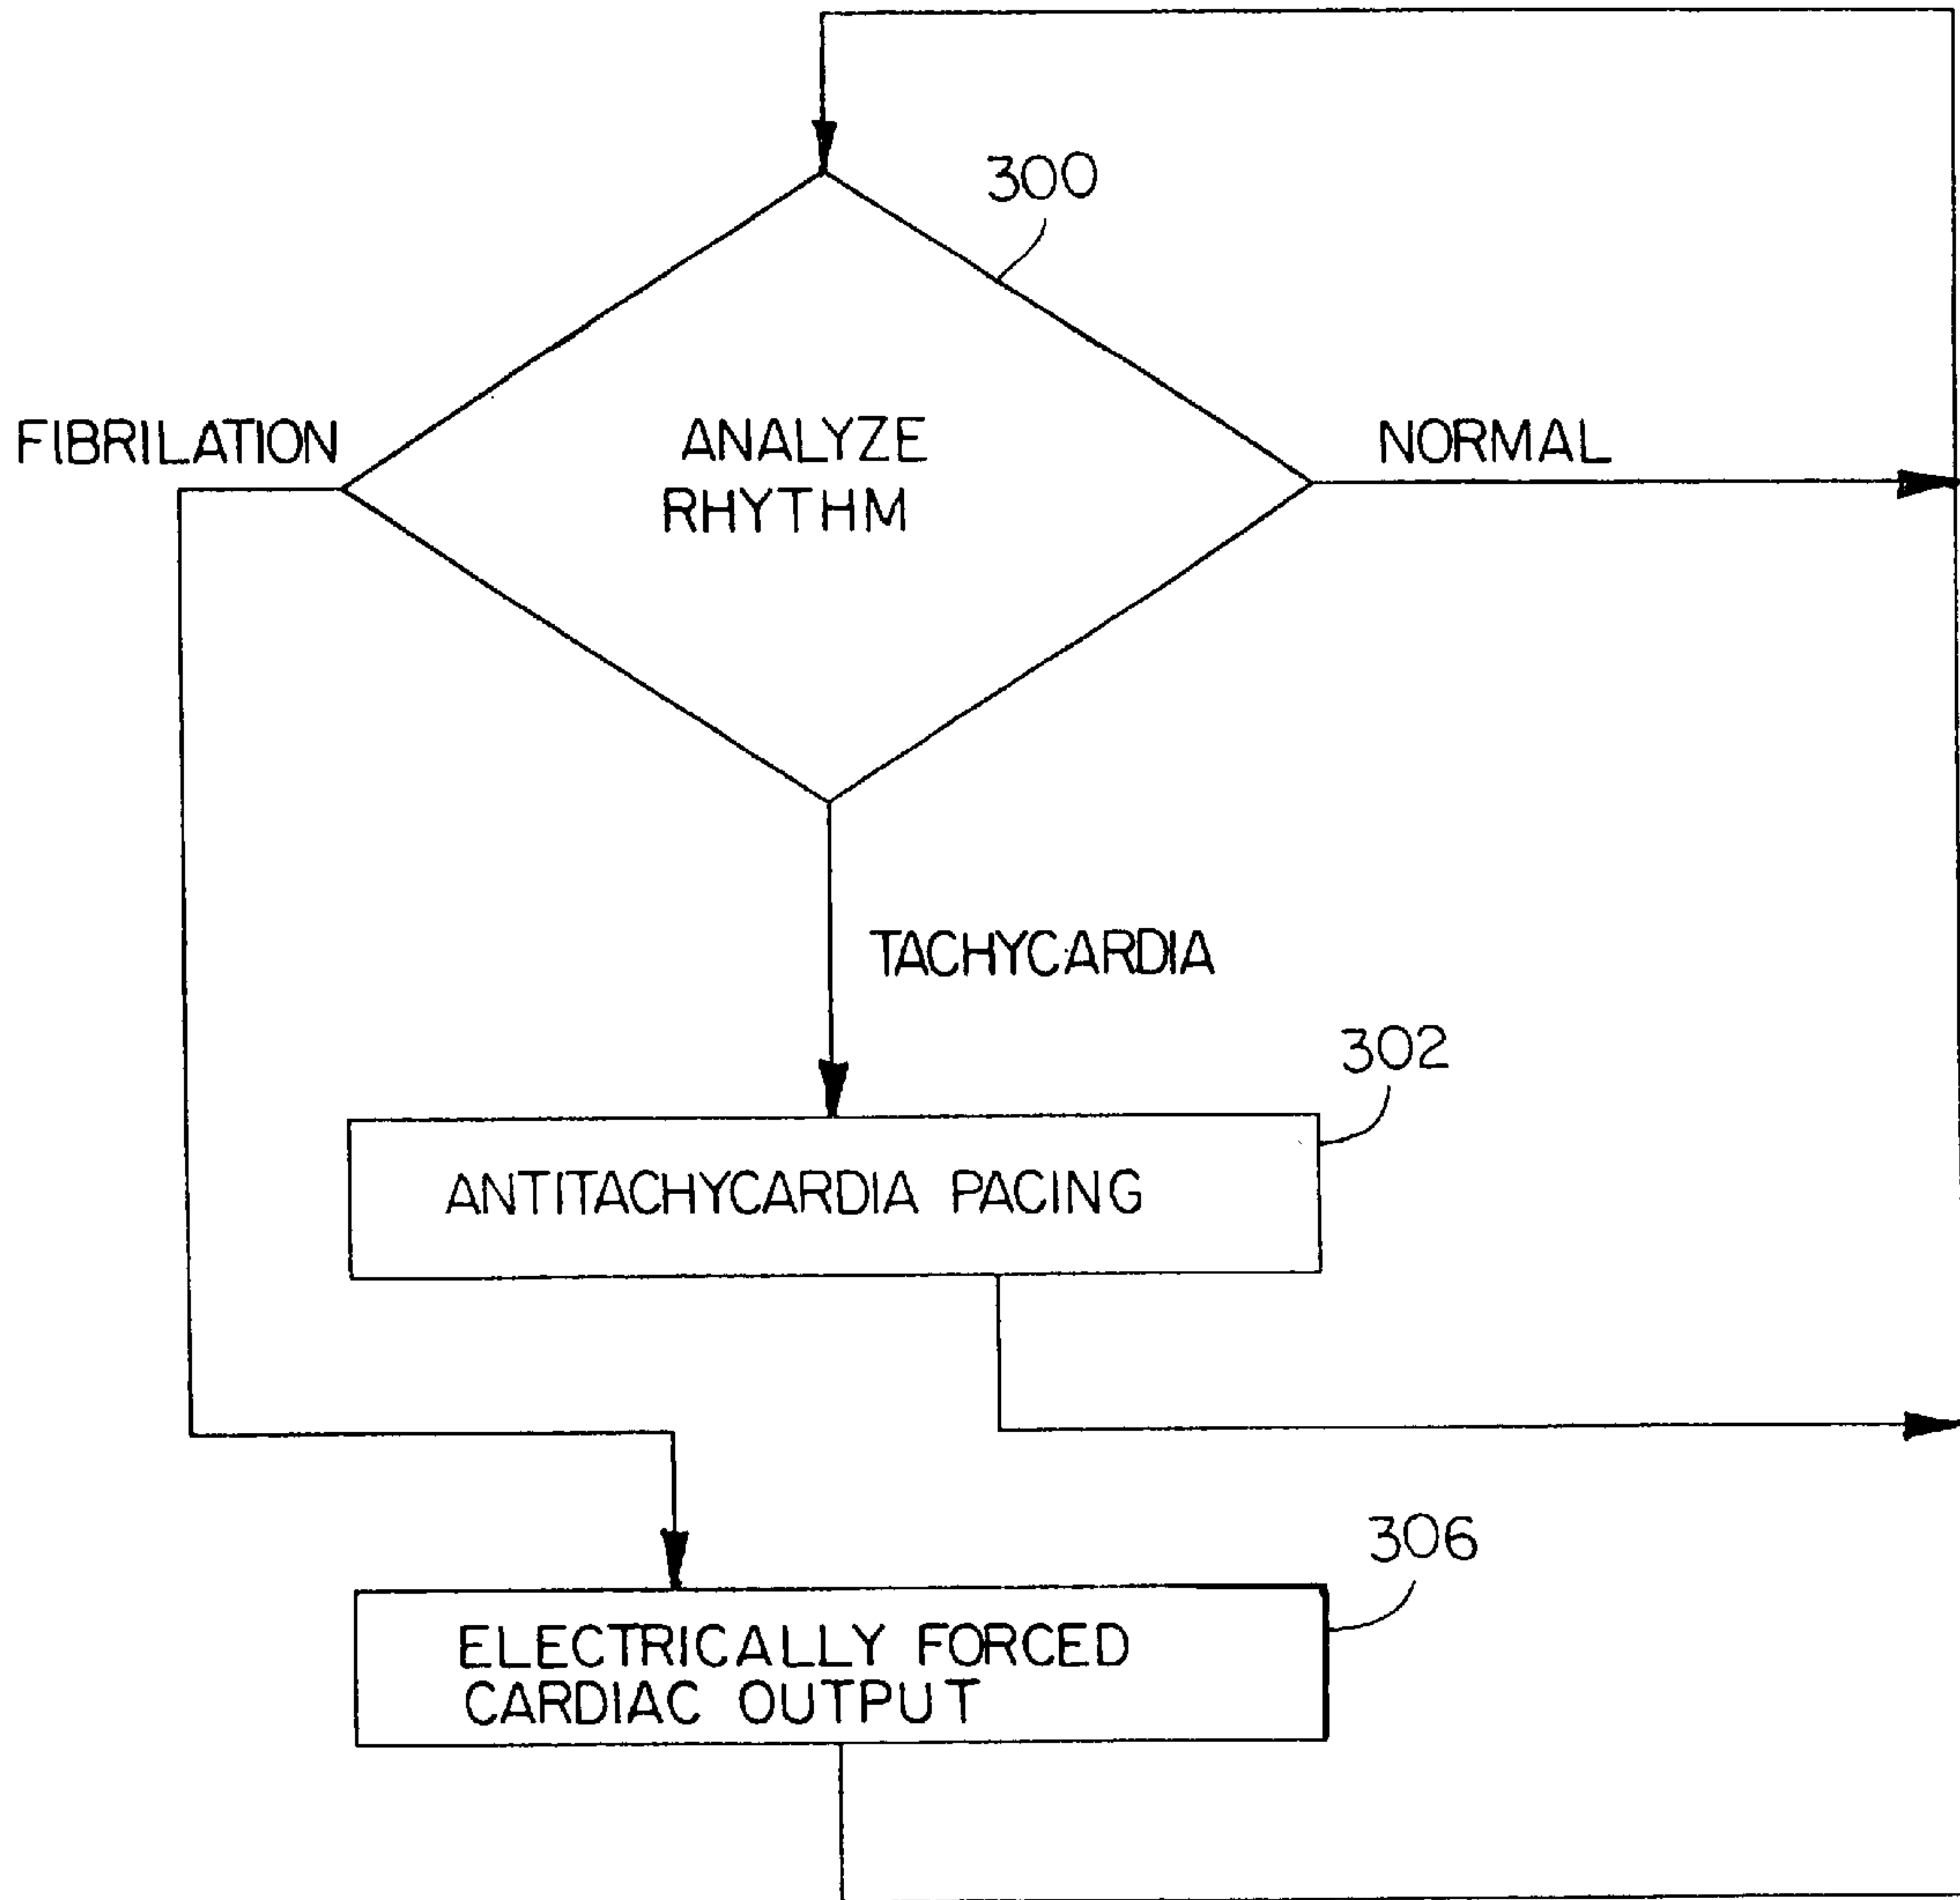 300
FIBRILATION
ANALYZE
RHYTHM
NORMAL
TACHYCARDIA
302
ANTITACHYCARDIA PACING
306
ELECTRICALLY FORCED
CARDIAC OUTPUT